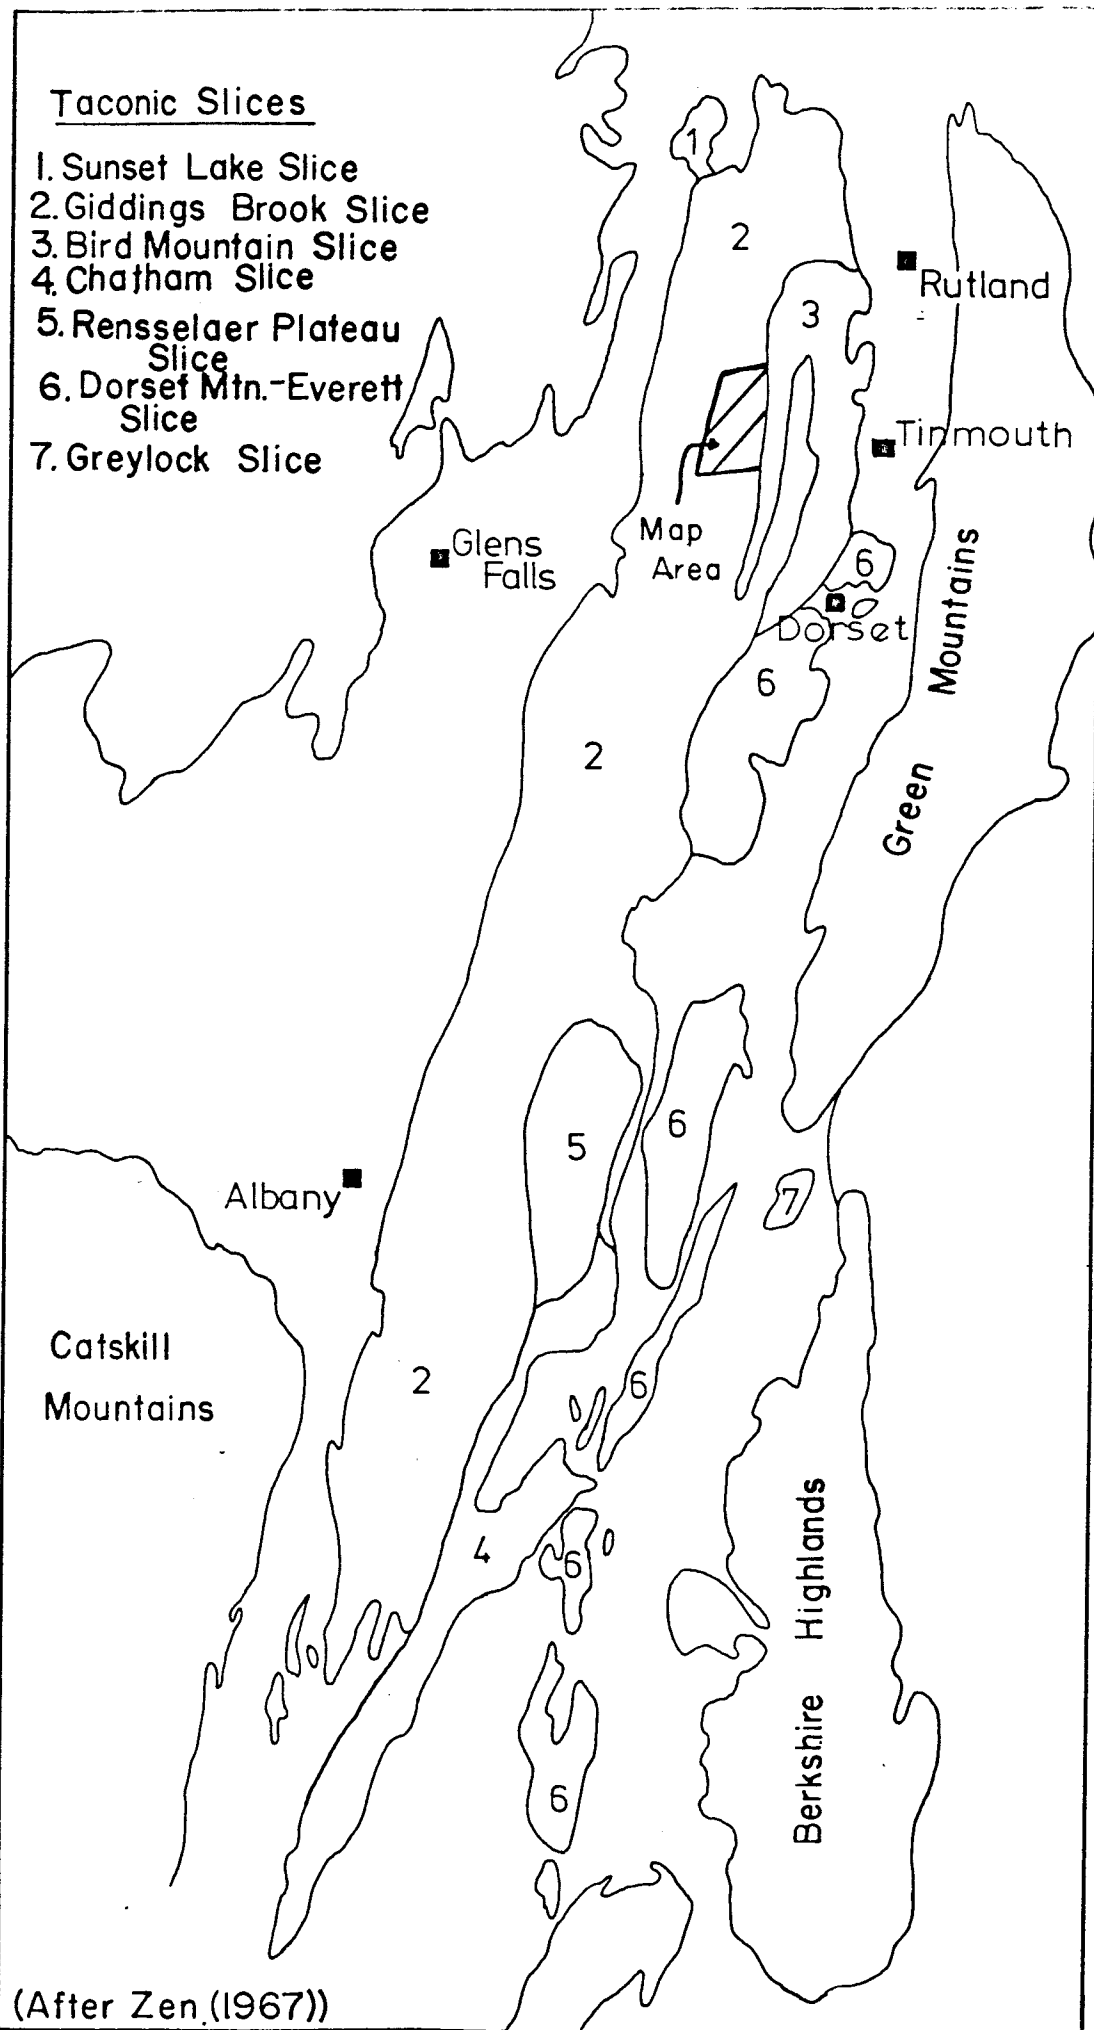 Taconic Slices
1. Sunset Lake Slice
2. Giddings Brook Slice
3. Bird Mountain Slice
4. Chatham Slice
5. Rensselaer Plateau
Slice
6. Dorset Mtn.-Everett
Slice
7. Greylock Slice
1
2
3
Rutland
Tinmouth
Map
Area
Glens
Falls
6
Dorset
6
Green Mountains
2
5
6
7
Albany
Catskill
Mountains
2
6
4
6
Berkshire Highlands
6
(After Zen (1967))